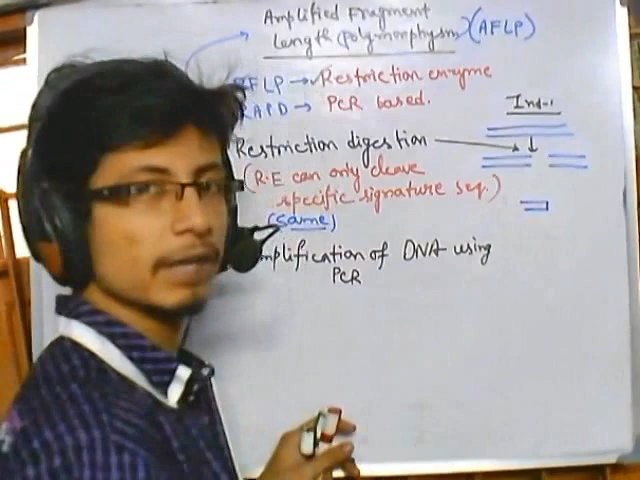 Amplified Fragment
Length (Polymorphysm) (AFLP)
FLP → Restriction enzyme
RAPD → PCR based.
Ind-1
Restriction digestion
(R.E can only cleave
specific signature seq.)
(same)
mplification of DNA using
PCR